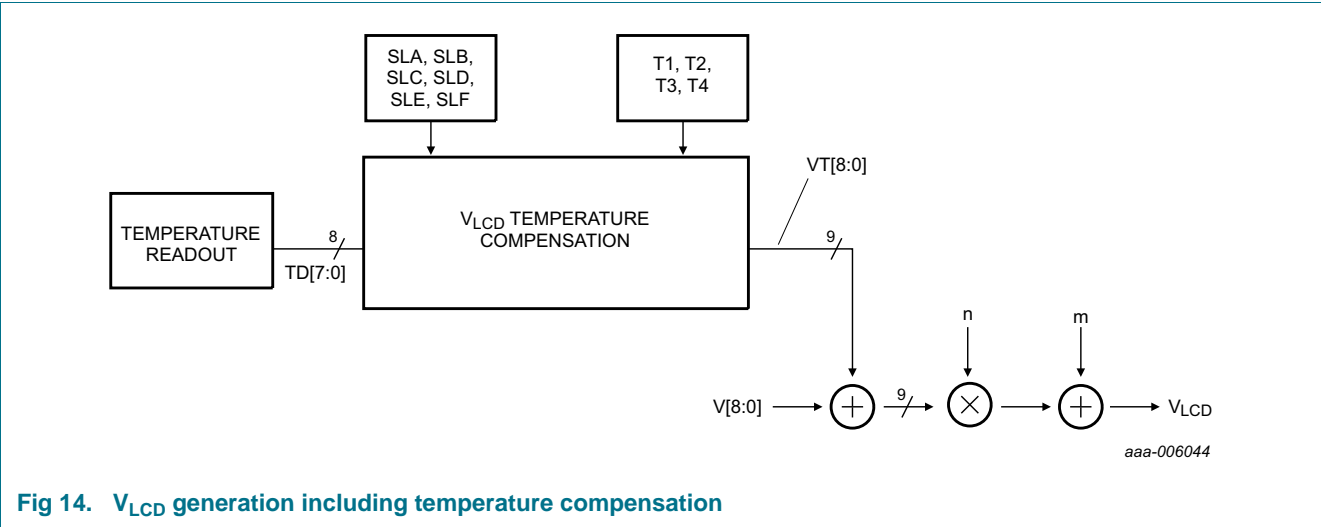 SLA, SLB,
SLC, SLD,
SLE, SLF
T1, T2,
T3, T4
VT[8:0]
TEMPERATURE
READOUT
8
TD[7:0]
VLCD TEMPERATURE
COMPENSATION
9
n
m
V[8:0]
+
9
×
+
VLCD
aaa-006044
Fig 14. VLCD generation including temperature compensation